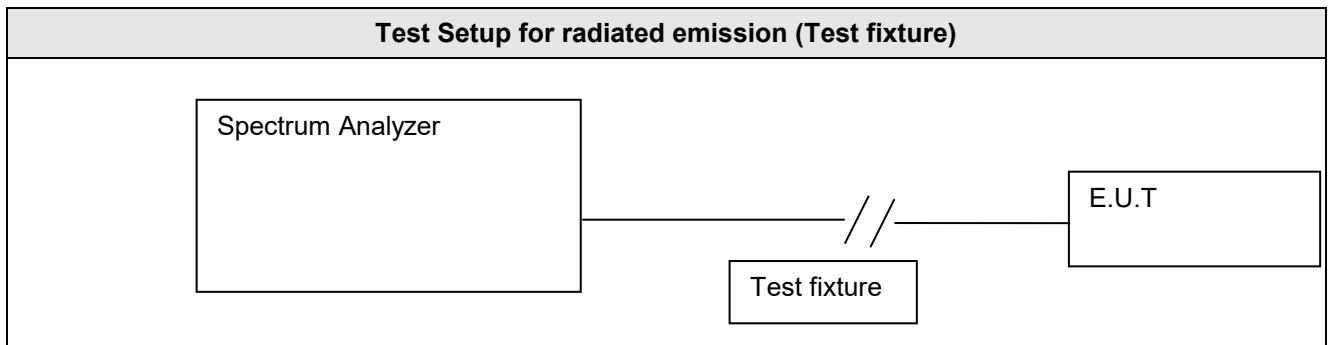 Test Setup for radiated emission (Test fixture)
Spectrum Analyzer
E.U.T
Test fixture